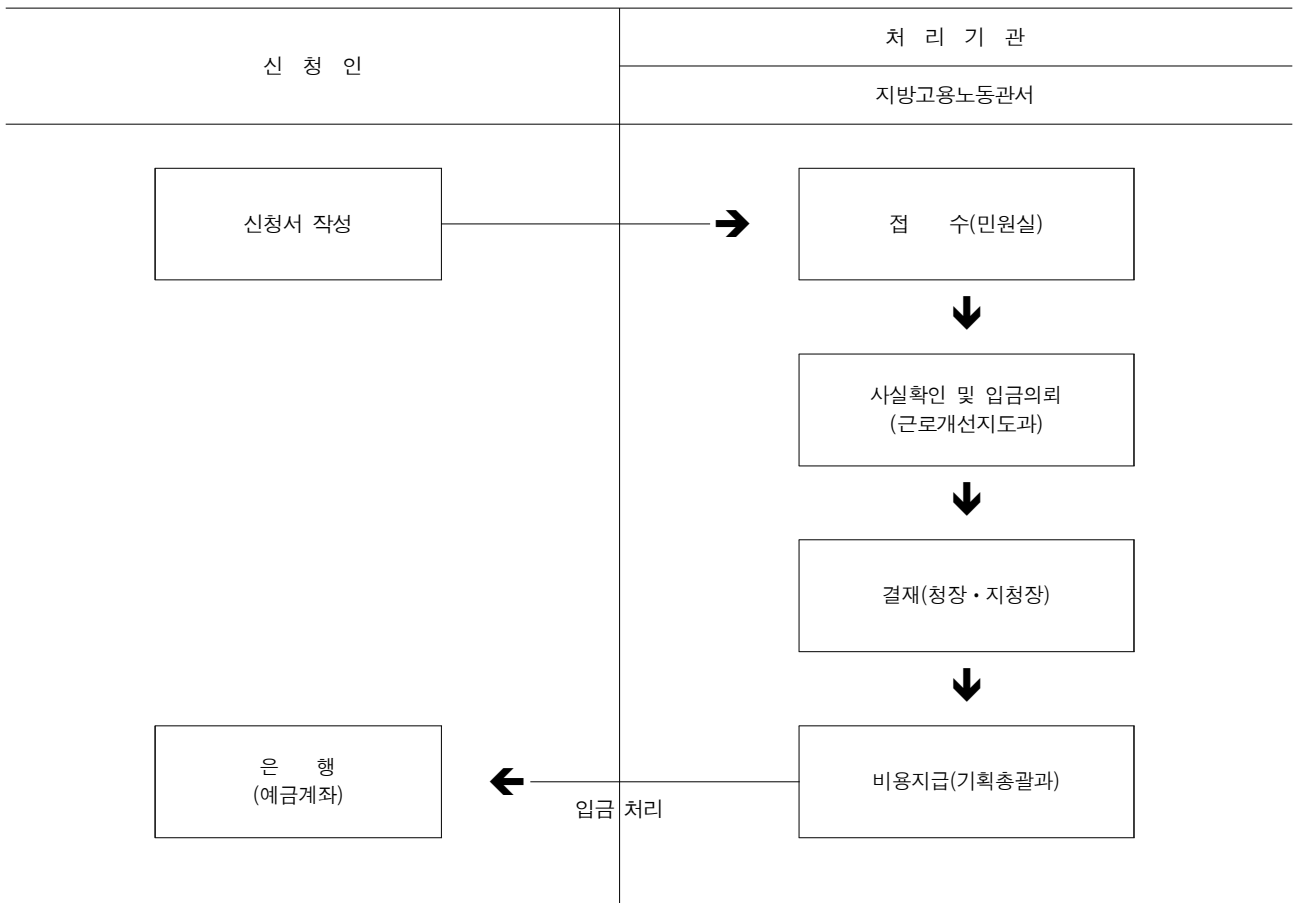 신 청 인
처 리 기 관
지방고용노동관서
신청서 작성
접 수(민원실)
사실확인 및 입금의뢰
(근로개선지도과)
결재(청장·지청장)
비용지급(기획총괄과)
입금 처리
은 행
(예금계좌)